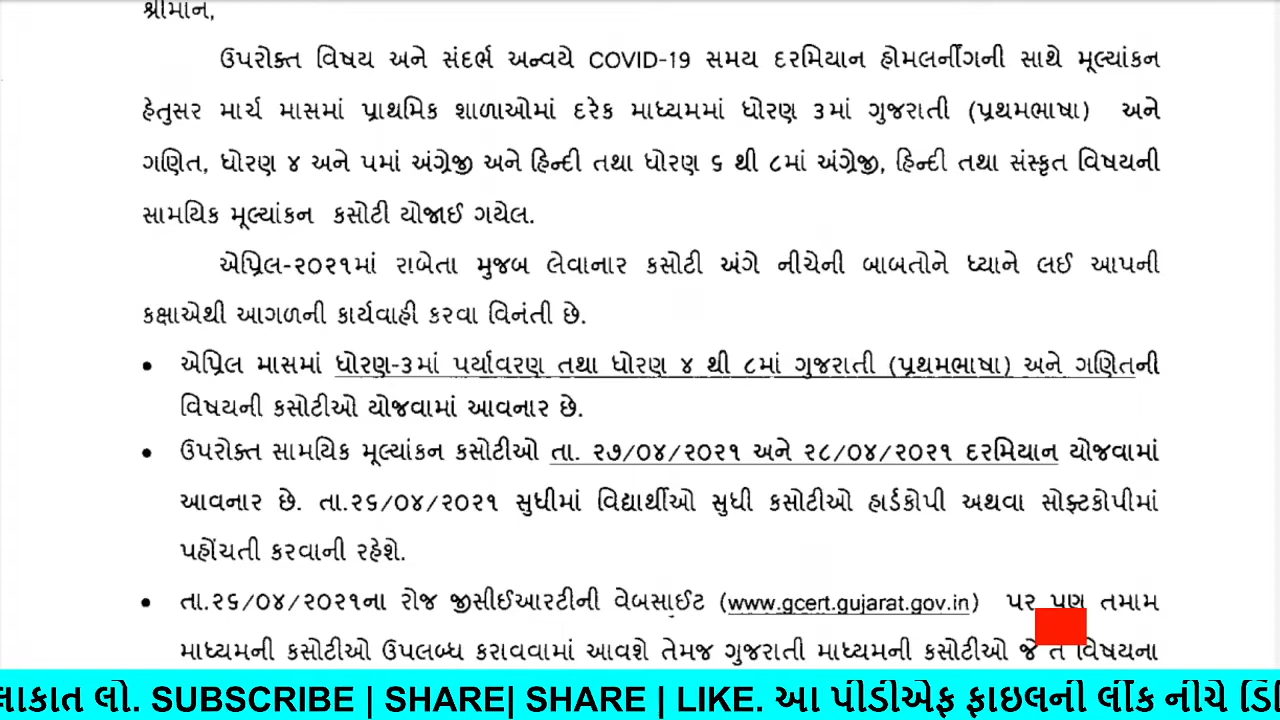 શ્રીમાન,
ઉપરોક્ત વિષય અને સંદર્ભ અન્વયે COVID-19 સમય દરમિયાન હોમલર્નીંગની સાથે મૂલ્યાંકન
હેતુસર માર્ચ માસમાં પ્રાથમિક શાળાઓમાં દરેક માધ્યમમાં ધોરણ ૩માં ગુજરાતી (પ્રથમભાષા) અને
ગણિત, ધોરણ ૪ અને ૫માં અંગ્રેજી અને હિન્દી તથા ધોરણ ૬ થી ૮માં અંગ્રેજી, હિન્દી તથા સંસ્કૃત વિષયની
સામયિક મૂલ્યાંકન કસોટી યોજાઈ ગયેલ.
એપ્રિલ-૨૦૨૧માં રાબેતા મુજબ લેવાનાર કસોટી અંગે નીચેની બાબતોને ધ્યાને લઈ આપની
કક્ષાએથી આગળની કાર્યવાહી કરવા વિનંતી છે.
• એપ્રિલ માસમાં ધોરણ-૩માં પર્યાવરણ તથા ધોરણ ૪ થી ૮માં ગુજરાતી (પ્રથમભાષા) અને ગણિતની
વિષયની કસોટીઓ યોજવામાં આવનાર છે.
• ઉપરોક્ત સામયિક મૂલ્યાંકન કસોટીઓ તા. ૨૭/૦૪/૨૦૨૧ અને ૨૮/૦૪/૨૦૨૧ દરમિયાન યોજવામાં
આવનાર છે. તા.૨૬/૦૪/૨૦૨૧ સુધીમાં વિદ્યાર્થીઓ સુધી કસોટીઓ હાર્ડકોપી અથવા સોફ્ટકોપીમાં
પહોંચતી કરવાની રહેશે.
• તા.૨૬/૦૪/૨૦૨૧ના રોજ જીસીઈઆરટીની વેબસાઈટ (www.gcert.gujarat.gov.in) પર પણ તમામ
માધ્યમની કસોટીઓ ઉપલબ્ધ કરાવવામાં આવશે તેમજ ગુજરાતી માધ્યમની કસોટીઓ જે તે વિષયના
લાકાત લો. SUBSCRIBE | SHARE| SHARE | LIKE. આ પીડીએફ ફાઇલની લીંક નીચે ડિ